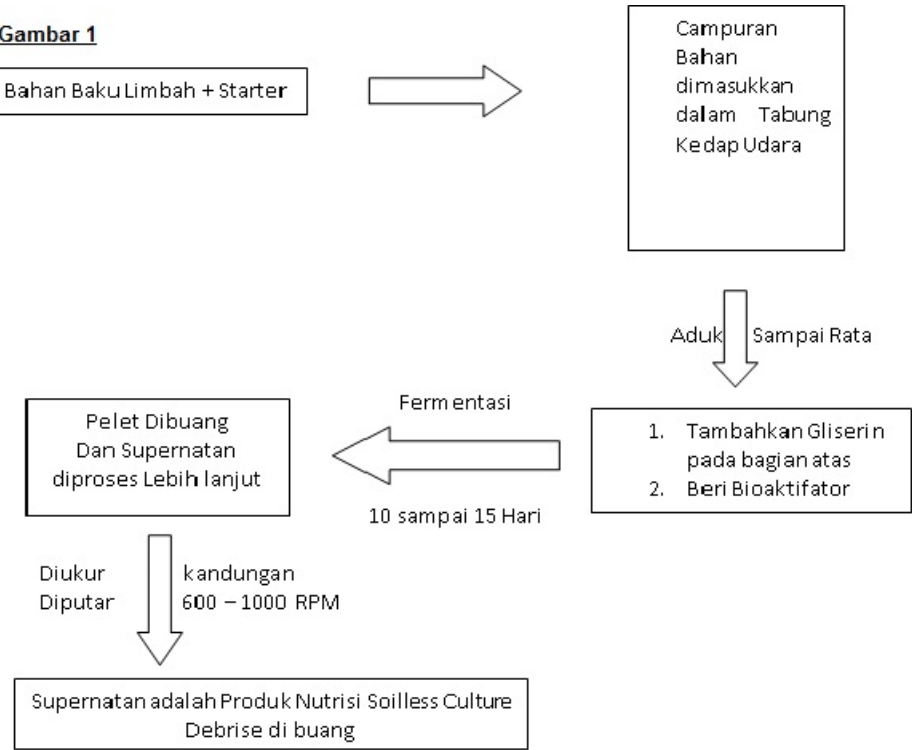 Gambar 1
Bahan Baku Limbah + Starter
Campuran
Bahan
dimasukkan
dalam Tabung
Kedap Udara
Aduk Sampai Rata
1. Tambahkan Gliserin
pada bagian atas
2. Beri Bioaktifator
Fermentasi
10 sampai 15 Hari
Pelet Dibuang
Dan Supernatan
diproses Lebih lanjut
Diukur kandungan
Diputar 600 – 1000 RPM
Supernatan adalah Produk Nutrisi Soilless Culture
Debrise di buang